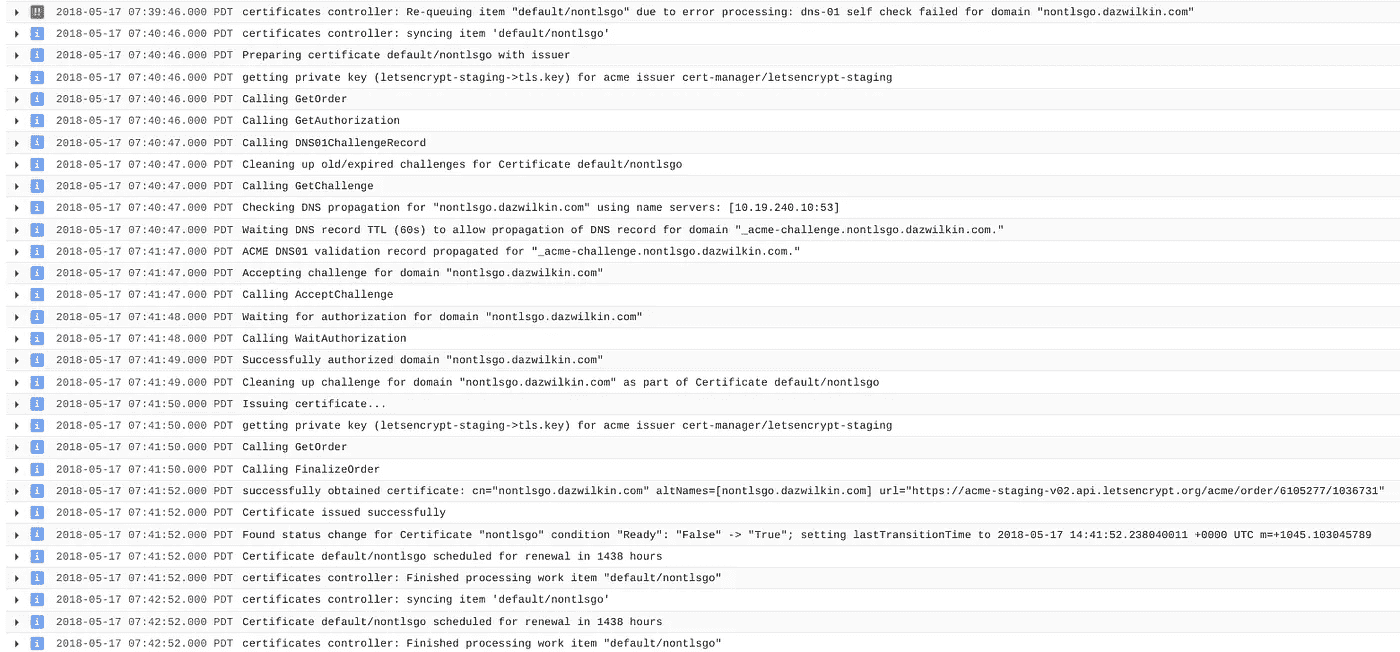 !! 2018-05-17 07:39:46.000 PDT certificates controller: Re-queuing item "default/nontlsgo" due to error processing: dns-01 self check failed for domain "nontlsgo.dazwilkin.com"
i 2018-05-17 07:40:46.000 PDT certificates controller: syncing item 'default/nontlsgo'
i 2018-05-17 07:40:46.000 PDT Preparing certificate default/nontlsgo with issuer
i 2018-05-17 07:40:46.000 PDT getting private key (letsencrypt-staging->tls.key) for acme issuer cert-manager/letsencrypt-staging
i 2018-05-17 07:40:46.000 PDT Calling GetOrder
i 2018-05-17 07:40:46.000 PDT Calling GetAuthorization
i 2018-05-17 07:40:47.000 PDT Calling DNS01ChallengeRecord
i 2018-05-17 07:40:47.000 PDT Cleaning up old/expired challenges for Certificate default/nontlsgo
i 2018-05-17 07:40:47.000 PDT Calling GetChallenge
i 2018-05-17 07:40:47.000 PDT Checking DNS propagation for "nontlsgo.dazwilkin.com" using name servers: [10.19.240.10:53]
i 2018-05-17 07:40:47.000 PDT Waiting DNS record TTL (60s) to allow propagation of DNS record for domain "_acme-challenge.nontlsgo.dazwilkin.com."
i 2018-05-17 07:41:47.000 PDT ACME DNS01 validation record propagated for "_acme-challenge.nontlsgo.dazwilkin.com."
i 2018-05-17 07:41:47.000 PDT Accepting challenge for domain "nontlsgo.dazwilkin.com"
i 2018-05-17 07:41:47.000 PDT Calling AcceptChallenge
i 2018-05-17 07:41:48.000 PDT Waiting for authorization for domain "nontlsgo.dazwilkin.com"
i 2018-05-17 07:41:48.000 PDT Calling WaitAuthorization
i 2018-05-17 07:41:49.000 PDT Successfully authorized domain "nontlsgo.dazwilkin.com"
i 2018-05-17 07:41:49.000 PDT Cleaning up challenge for domain "nontlsgo.dazwilkin.com" as part of Certificate default/nontlsgo
i 2018-05-17 07:41:50.000 PDT Issuing certificate...
i 2018-05-17 07:41:50.000 PDT getting private key (letsencrypt-staging->tls.key) for acme issuer cert-manager/letsencrypt-staging
i 2018-05-17 07:41:50.000 PDT Calling GetOrder
i 2018-05-17 07:41:50.000 PDT Calling FinalizeOrder
i 2018-05-17 07:41:52.000 PDT successfully obtained certificate: cn="nontlsgo.dazwilkin.com" altNames=[nontlsgo.dazwilkin.com] url="https://acme-staging-v02.api.letsencrypt.org/acme/order/6105277/1036731"
i 2018-05-17 07:41:52.000 PDT Certificate issued successfully
i 2018-05-17 07:41:52.000 PDT Found status change for Certificate "nontlsgo" condition "Ready": "False" -> "True"; setting lastTransitionTime to 2018-05-17 14:41:52.238040011 +0000 UTC m=+1045.103045789
i 2018-05-17 07:41:52.000 PDT Certificate default/nontlsgo scheduled for renewal in 1438 hours
i 2018-05-17 07:41:52.000 PDT certificates controller: Finished processing work item "default/nontlsgo"
i 2018-05-17 07:42:52.000 PDT certificates controller: syncing item 'default/nontlsgo'
i 2018-05-17 07:42:52.000 PDT Certificate default/nontlsgo scheduled for renewal in 1438 hours
i 2018-05-17 07:42:52.000 PDT certificates controller: Finished processing work item "default/nontlsgo"